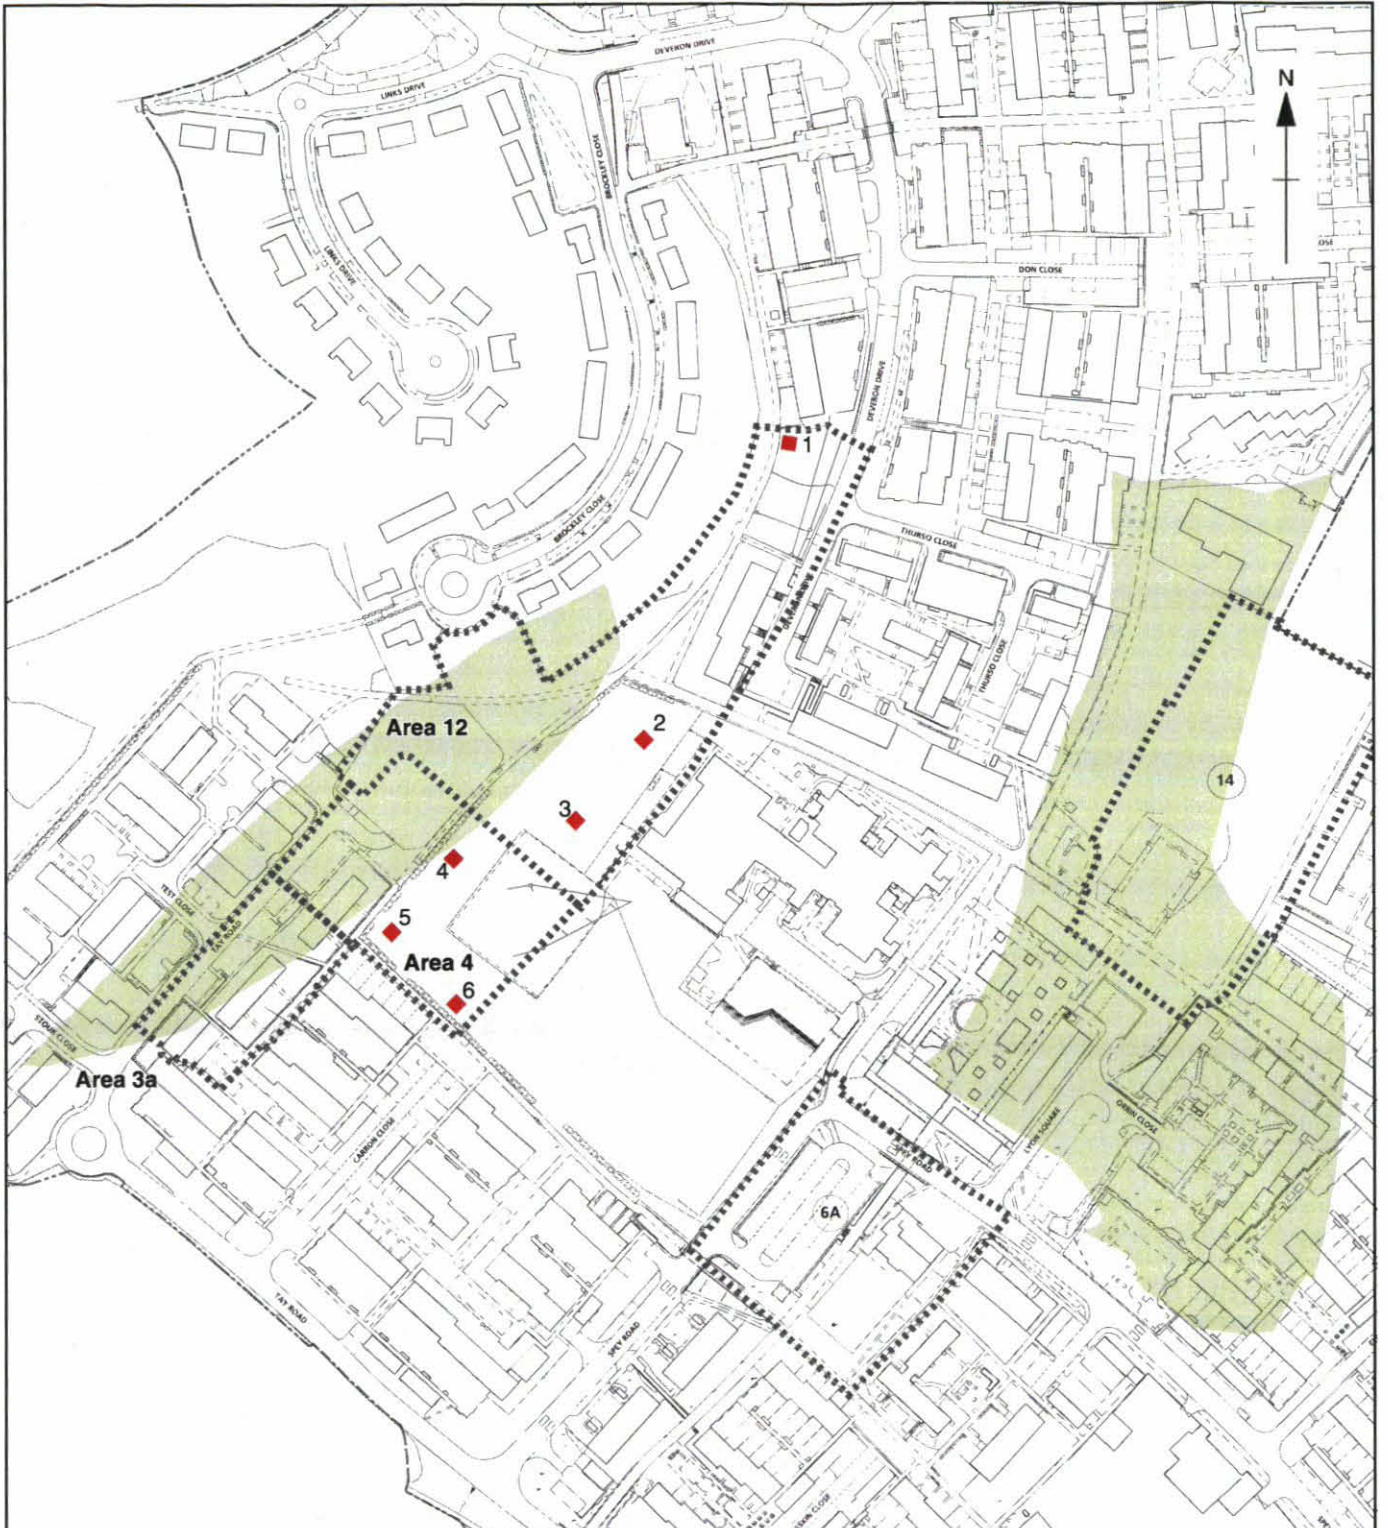 DEVERON DRIVE
LINKS DRIVE
N
BROCKLEY CLOSE
LINKS DRIVE
DON CLOSE
DEVERON DRIVE
1
BROCKLEY CLOSE
THURSO CLOSE
THURSO CLOSE
2
Area 12
14
3
4
TEST CLOSE
TAY ROAD
5
Area 4
6
STOUR CLOSE
Area 3a
CARRON CLOSE
ORRIN CLOSE
LYON SQUARE
SPEY ROAD
6A
TAY ROAD
SPEY ROAD